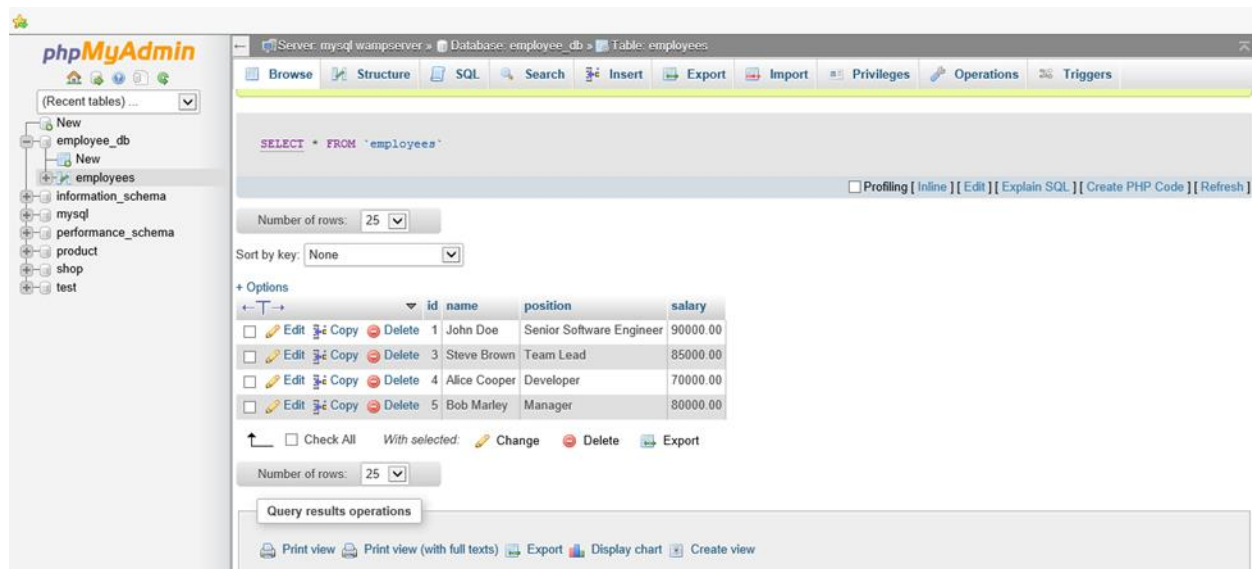 phpMyAdmin
(Recent tables) ...
New
employee_db
New
employees
information_schema
mysql
performance_schema
product
shop
test
Server: mysql wampserver » Database: employee_db » Table: employees
Browse Structure SQL Search Insert Export Import Privileges Operations Triggers
SELECT * FROM `employees`
Profiling [ Inline ] [ Edit ] [ Explain SQL ] [ Create PHP Code ] [ Refresh ]
Number of rows: 25
Sort by key: None
+ Options
←T→ id name position salary
Edit Copy Delete 1 John Doe Senior Software Engineer 90000.00
Edit Copy Delete 3 Steve Brown Team Lead 85000.00
Edit Copy Delete 4 Alice Cooper Developer 70000.00
Edit Copy Delete 5 Bob Marley Manager 80000.00
Check All With selected: Change Delete Export
Number of rows: 25
Query results operations
Print view Print view (with full texts) Export Display chart Create view